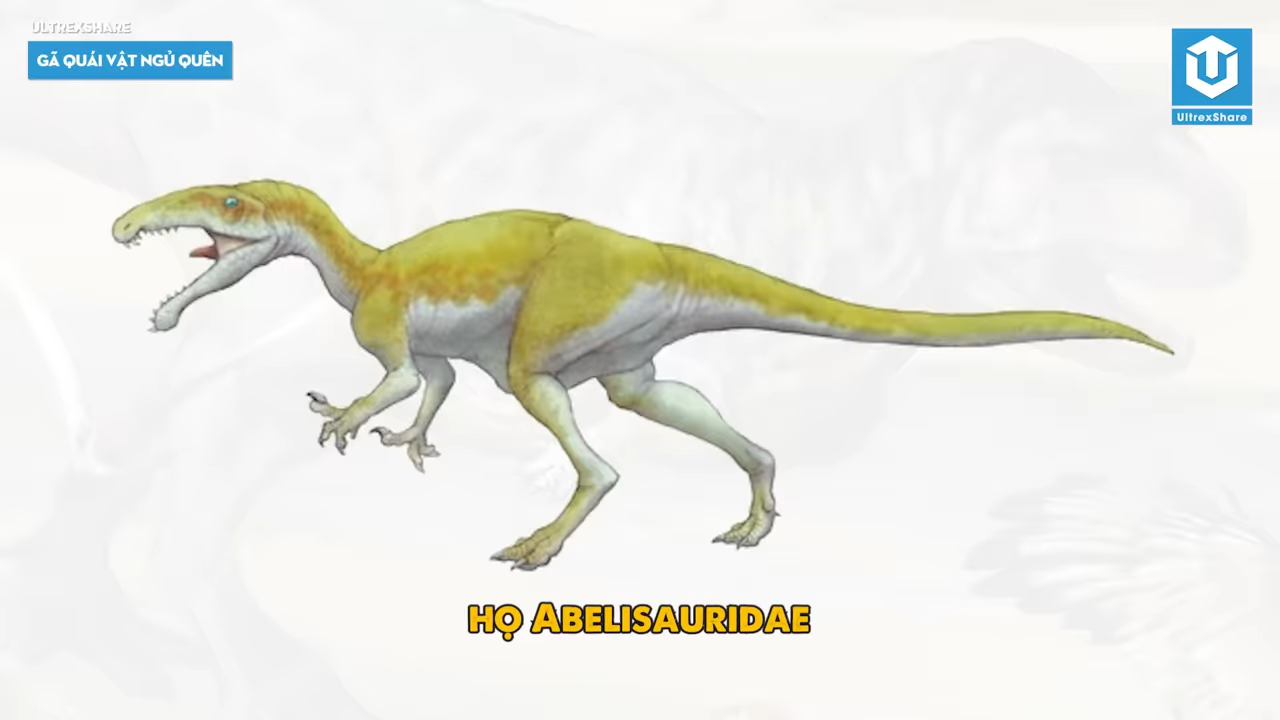 ULTREXSHARE
GÃ QUÁI VẬT NGỦ QUÊN
UltrexShare
HỌ ABELISAURIDAE